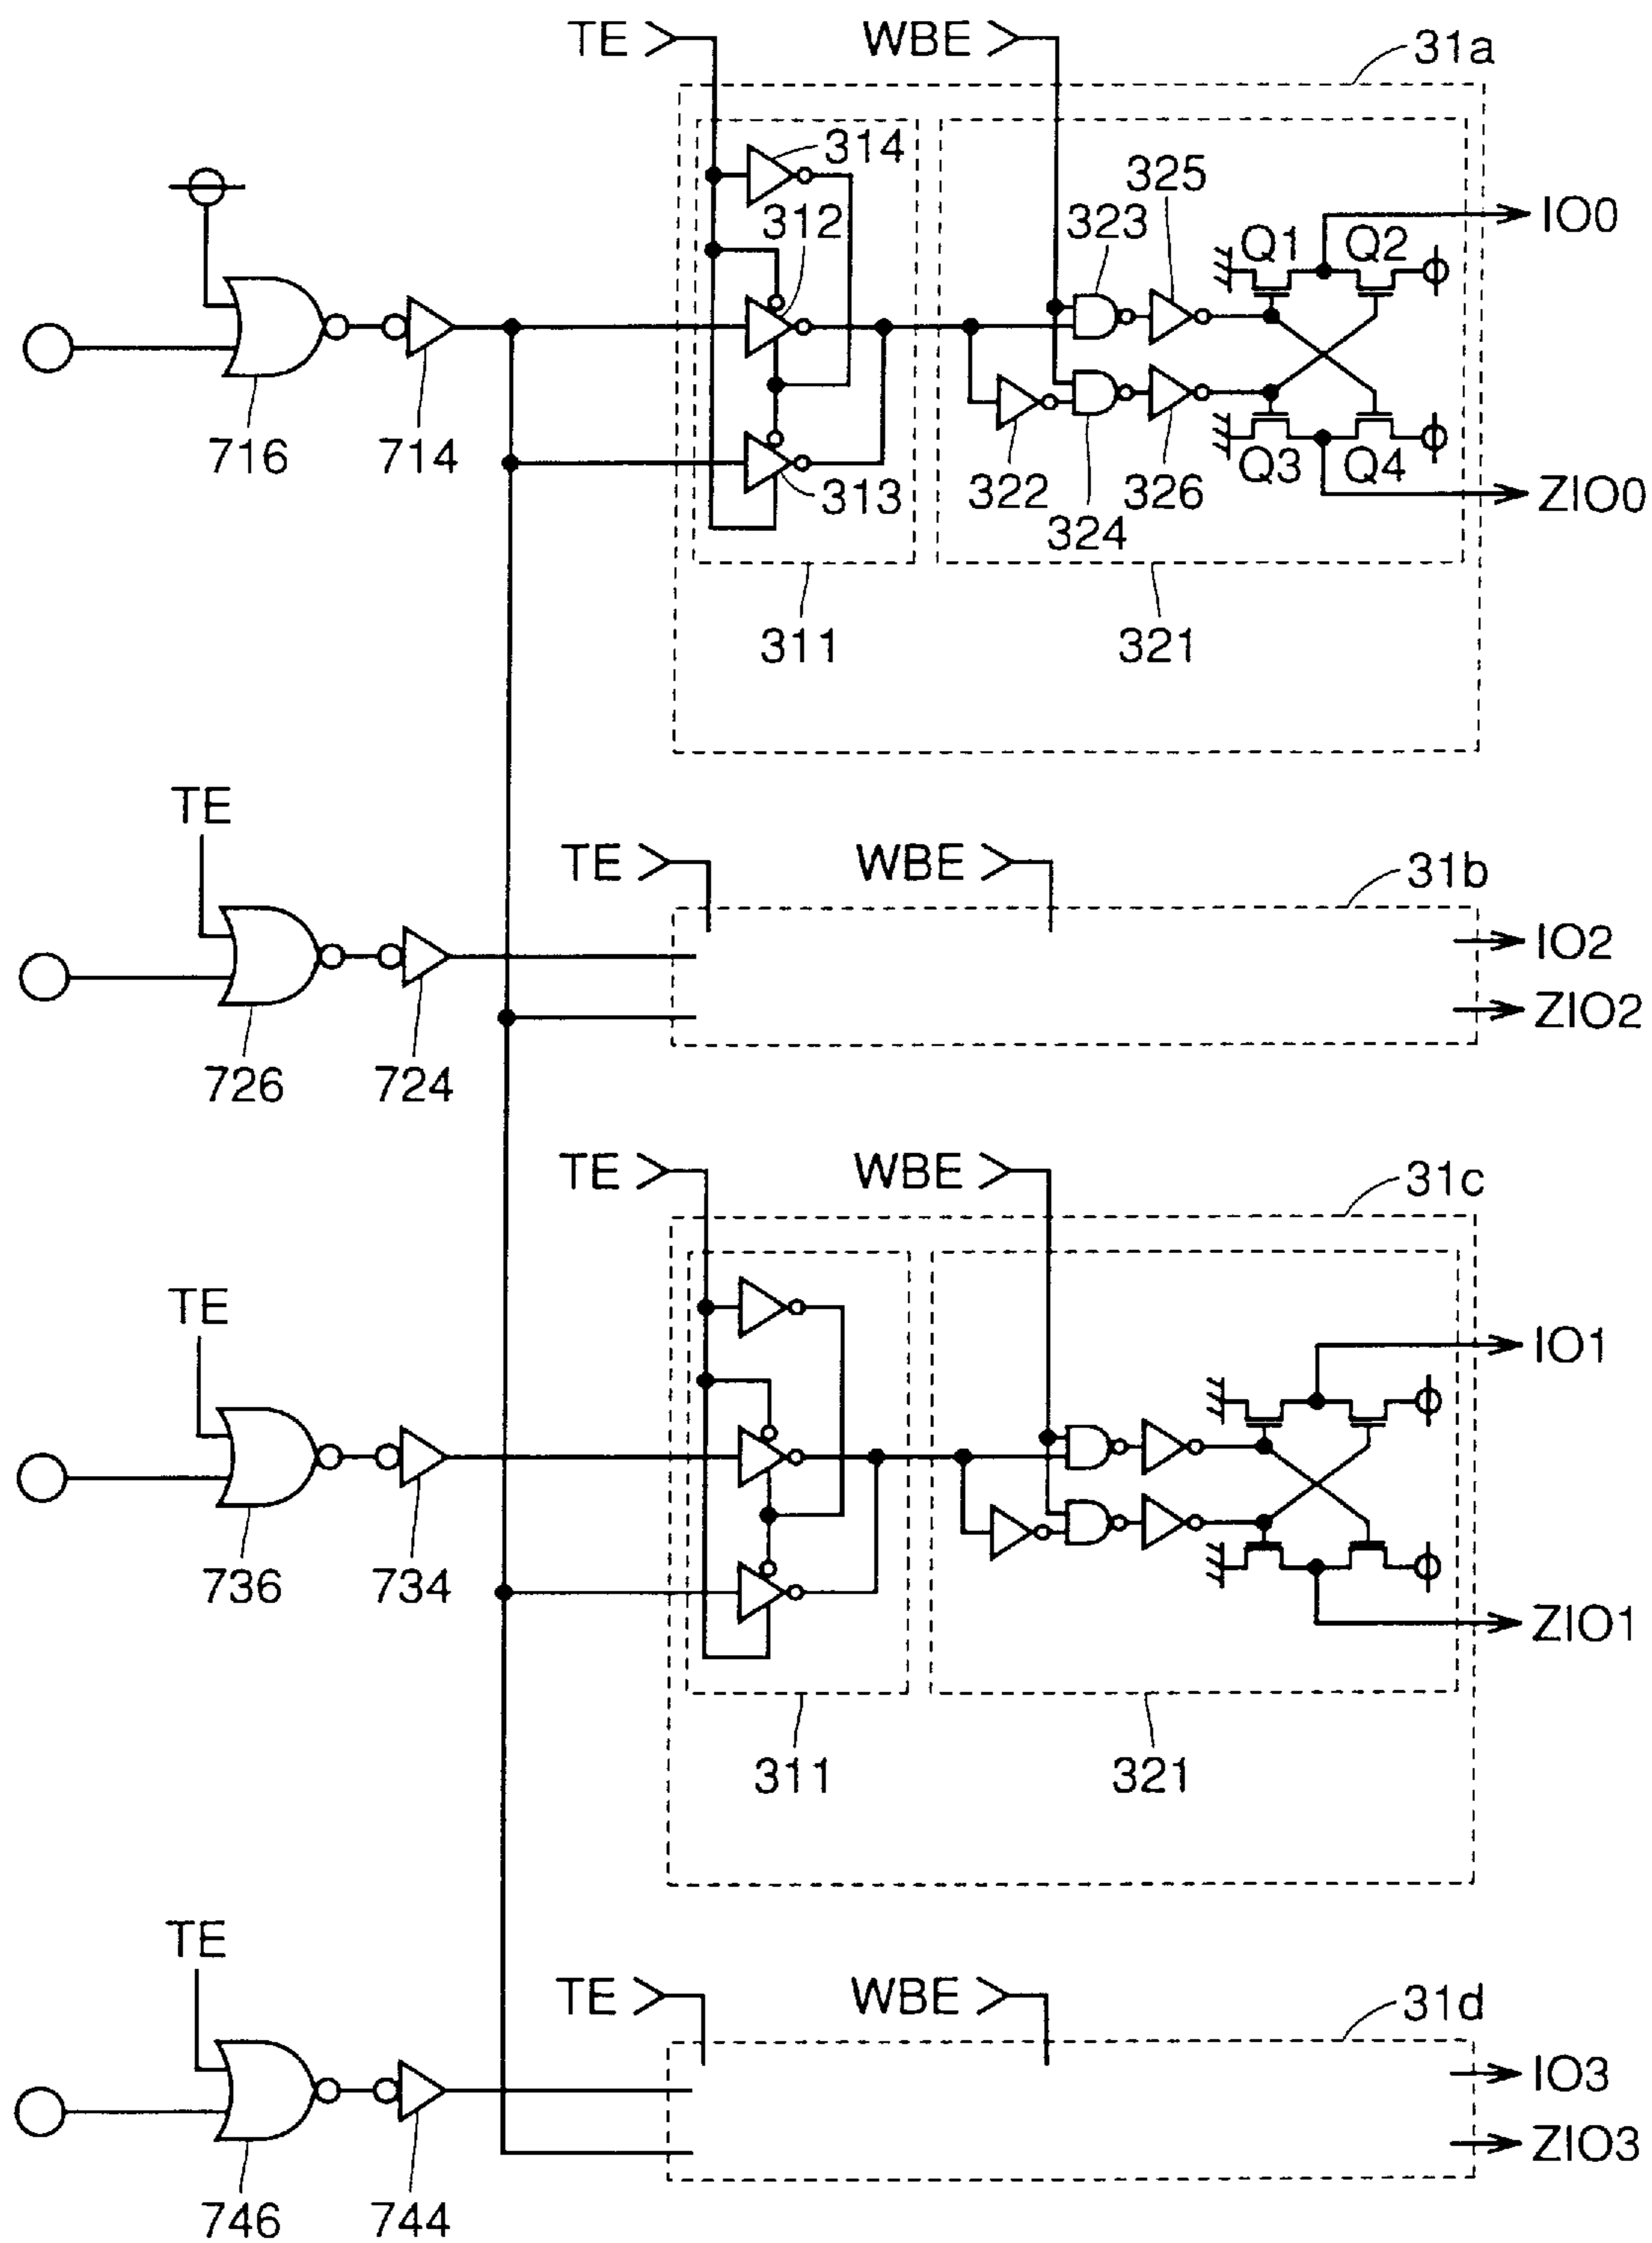 TE
WBE
31a
314
312
325
323
IO0
Q1
Q2
716
714
313
322
324
326
Q3
Q4
ZIO0
311
321
TE
TE
WBE
31b
IO2
ZIO2
726
724
TE
WBE
31c
TE
IO1
736
734
ZIO1
311
321
TE
TE
WBE
31d
IO3
ZIO3
746
744